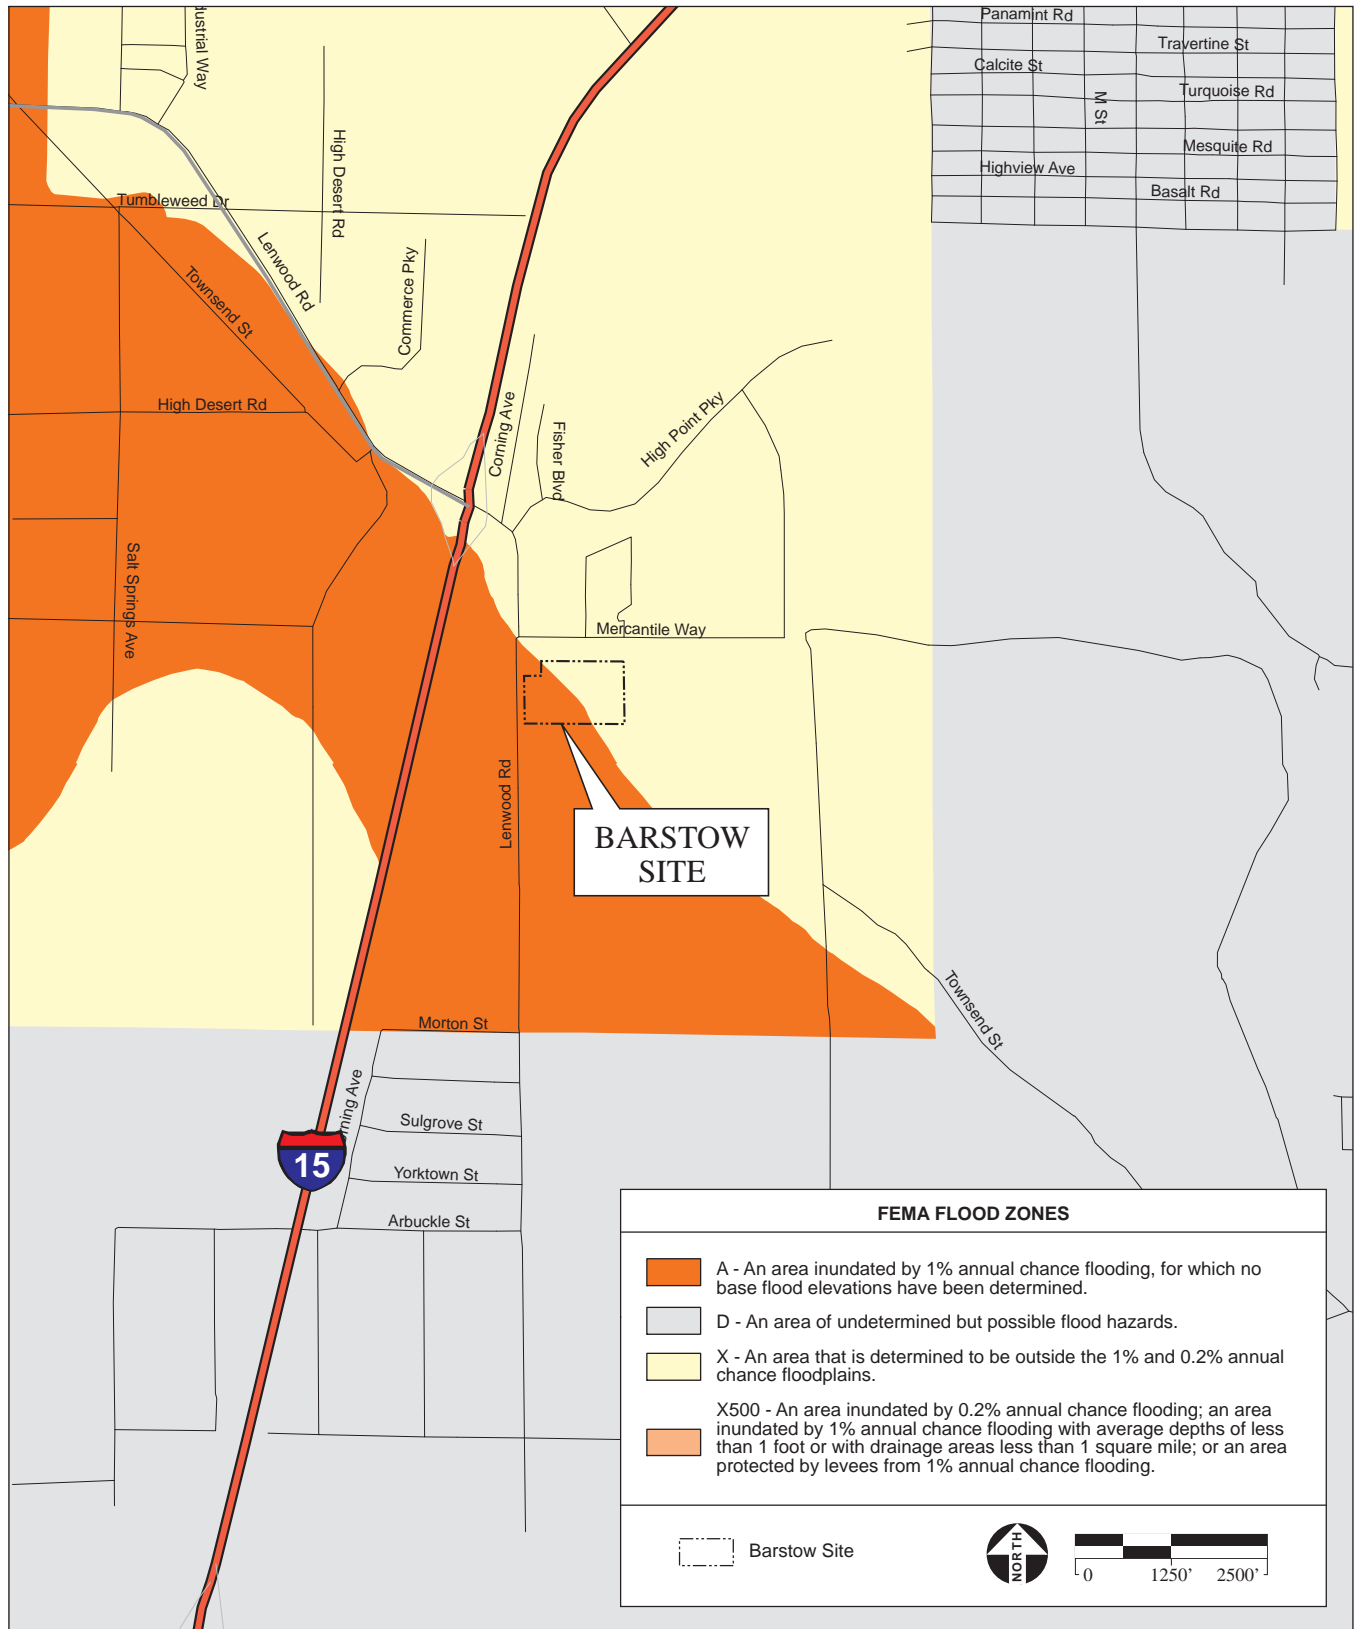 Panamint Rd
Travertine St
Calcite St
Turquoise Rd
M St
Mesquite Rd
Highview Ave
Basalt Rd
dustrial Way
High Desert Rd
Tumbleweed Dr
Lenwood Rd
Townsend St
Commerce Pky
High Desert Rd
Corning Ave
Fisher Blvd
High Point Pky
Salt Springs Ave
Mercantile Way
Lenwood Rd
BARSTOW
SITE
Townsend St
Morton St
orning Ave
Sulgrove St
15
Yorktown St
Arbuckle St
FEMA FLOOD ZONES
A - An area inundated by 1% annual chance flooding, for which no
base flood elevations have been determined.
D - An area of undetermined but possible flood hazards.
X - An area that is determined to be outside the 1% and 0.2% annual
chance floodplains.
X500 - An area inundated by 0.2% annual chance flooding; an area
inundated by 1% annual chance flooding with average depths of less
than 1 foot or with drainage areas less than 1 square mile; or an area
protected by levees from 1% annual chance flooding.
Barstow Site
NORTH
0 1250' 2500'